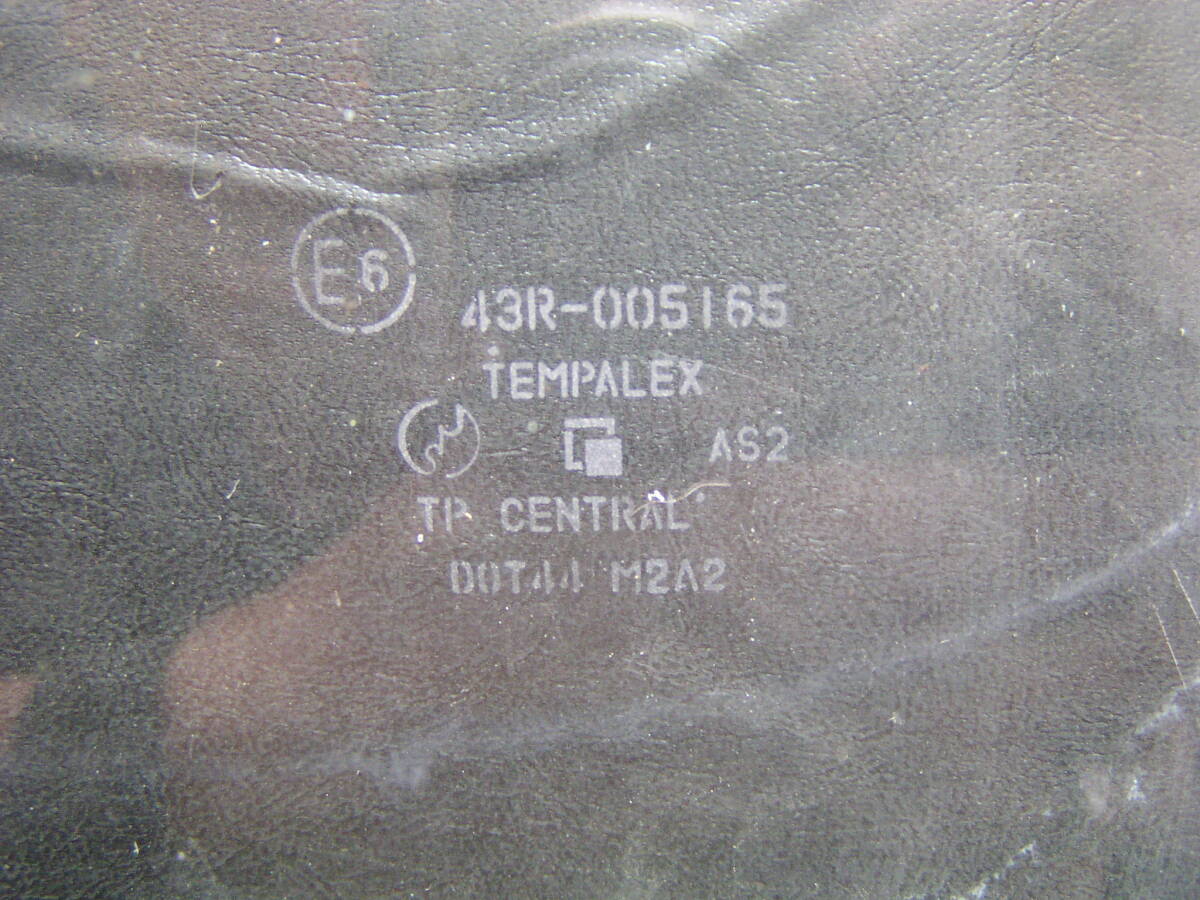 E6
43R-005165
TEMPALEX
AS2
TP CENTRAL
DOT44 M2A2